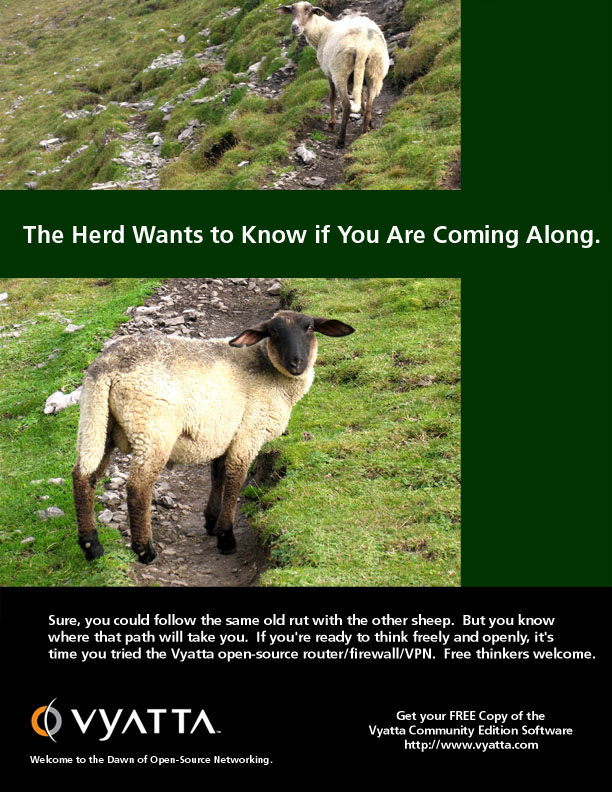 The Herd Wants to Know if You Are Coming Along.
Sure, you could follow the same old rut with the other sheep.  But you know
where that path will take you.  If you're ready to think freely and openly, it's
time you tried the Vyatta open-source router/firewall/VPN.  Free thinkers welcome.
VYATTA™
Welcome to the Dawn of Open-Source Networking.
Get your FREE Copy of the
Vyatta Community Edition Software
http://www.vyatta.com